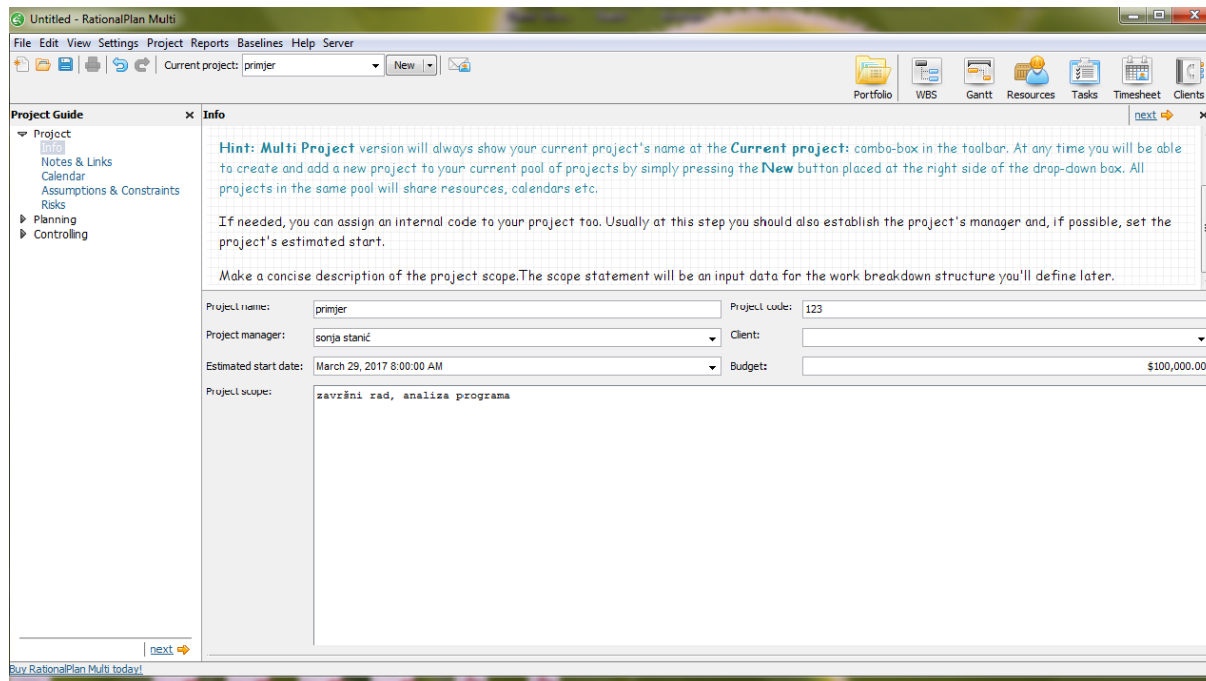 Untitled - RationalPlan Multi
File Edit View Settings Project Reports Baselines Help Server
Current project: primjer New
Portfolio WBS Gantt Resources Tasks Timesheet Clients
Project Guide
Project
Info
Notes & Links
Calendar
Assumptions & Constraints
Risks
Planning
Controlling
next
Info
next
Hint: Multi Project version will always show your current project's name at the Current project: combo-box in the toolbar. At any time you will be able
to create and add a new project to your current pool of projects by simply pressing the New button placed at the right side of the drop-down box. All
projects in the same pool will share resources, calendars etc.
If needed, you can assign an internal code to your project too. Usually at this step you should also establish the project's manager and, if possible, set the
project's estimated start.
Make a concise description of the project scope.The scope statement will be an input data for the work breakdown structure you'll define later.
Project name: primjer Project code: 123
Project manager: sonja stanić Client:
Estimated start date: March 29, 2017 8:00:00 AM Budget: $100,000.00
Project scope: završni rad, analiza programa
Buy RationalPlan Multi today!